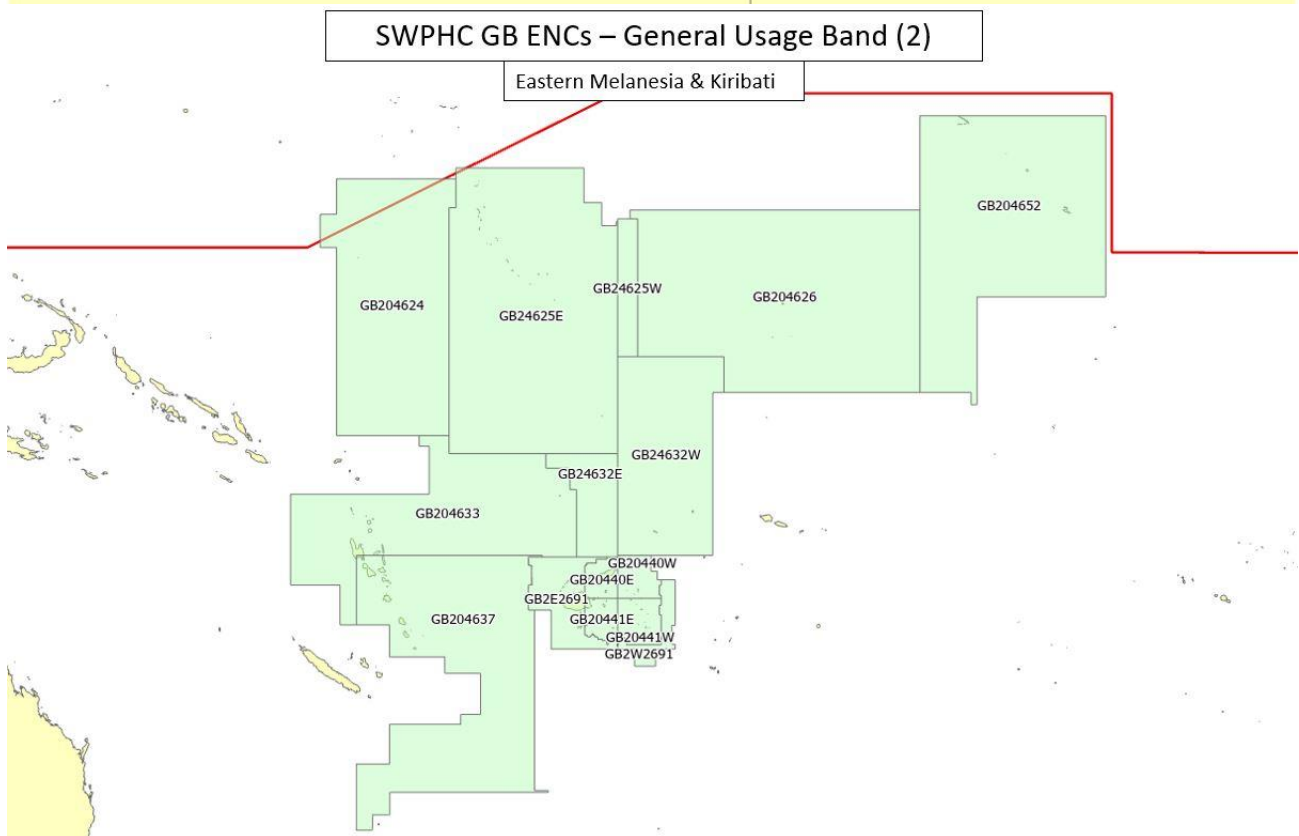 SWPHC GB ENCs – General Usage Band (2)
Eastern Melanesia & Kiribati
GB204652
GB24625W
GB204626
GB204624
GB24625E
GB24632W
GB24632E
GB204633
GB20440W
GB20440E
GB2E2691
GB20441E
GB204637
GB20441W
GB2W2691